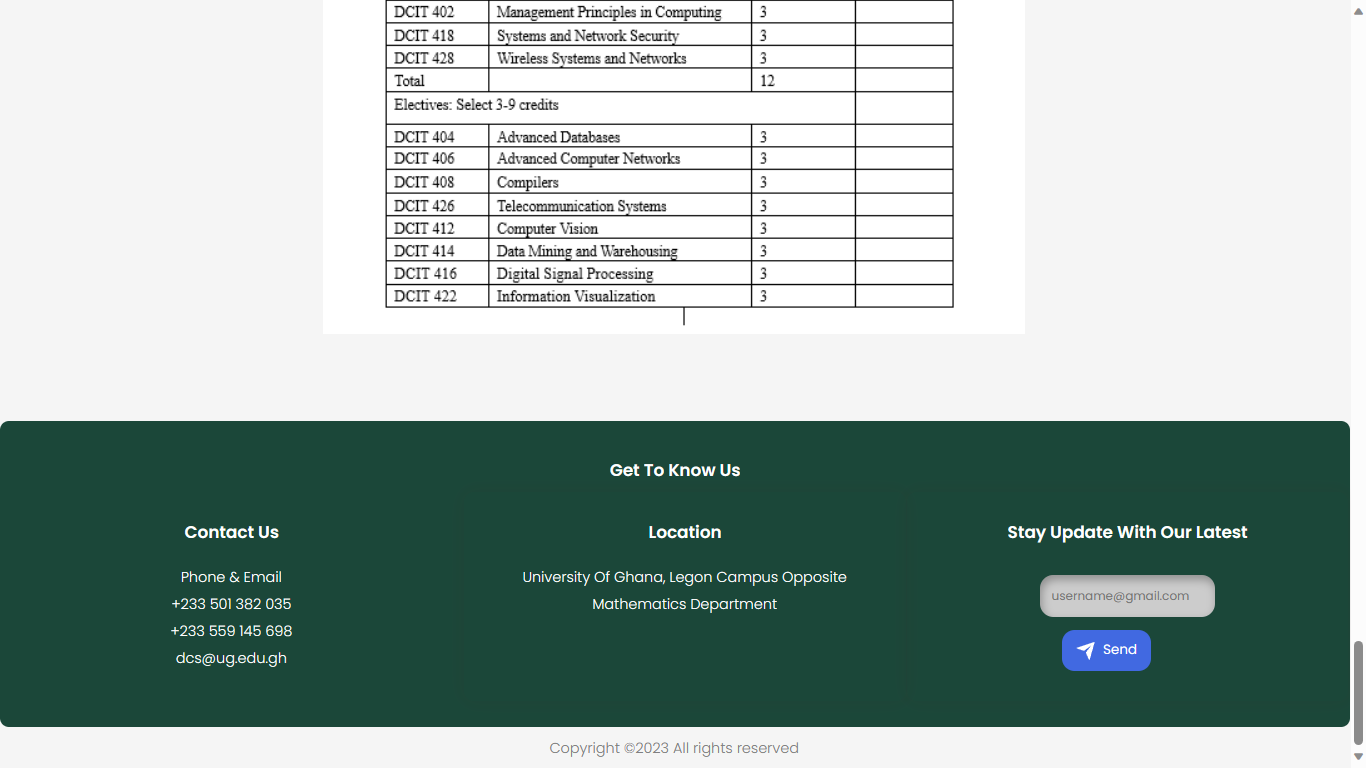 DCIT 402 Management Principles in Computing 3
DCIT 418 Systems and Network Security 3
DCIT 428 Wireless Systems and Networks 3
Total 12
Electives: Select 3-9 credits
DCIT 404 Advanced Databases 3
DCIT 406 Advanced Computer Networks 3
DCIT 408 Compilers 3
DCIT 426 Telecommunication Systems 3
DCIT 412 Computer Vision 3
DCIT 414 Data Mining and Warehousing 3
DCIT 416 Digital Signal Processing 3
DCIT 422 Information Visualization 3
Get To Know Us
Contact Us
Phone & Email
+233 501 382 035
+233 559 145 698
dcs@ug.edu.gh
Location
University Of Ghana, Legon Campus Opposite
Mathematics Department
Stay Update With Our Latest
username@gmail.com
Send
Copyright ©2023 All rights reserved